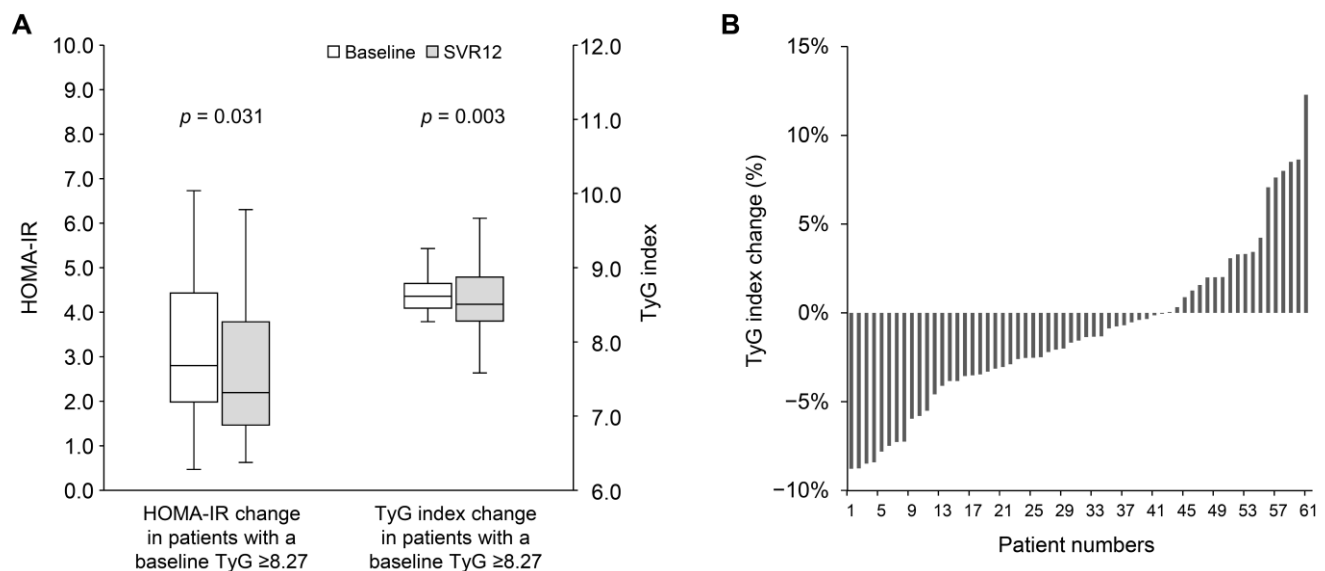 A
B
Baseline SVR12
p = 0.031
p = 0.003
HOMA-IR
10.0
9.0
8.0
7.0
6.0
5.0
4.0
3.0
2.0
1.0
0.0
TyG index
12.0
11.0
10.0
9.0
8.0
7.0
6.0
HOMA-IR change
in patients with a
baseline TyG ≥8.27
TyG index change
in patients with a
baseline TyG ≥8.27
TyG index change (%)
15%
10%
5%
0%
−5%
−10%
1 5 9 13 17 21 25 29 33 37 41 45 49 53 57 61
Patient numbers